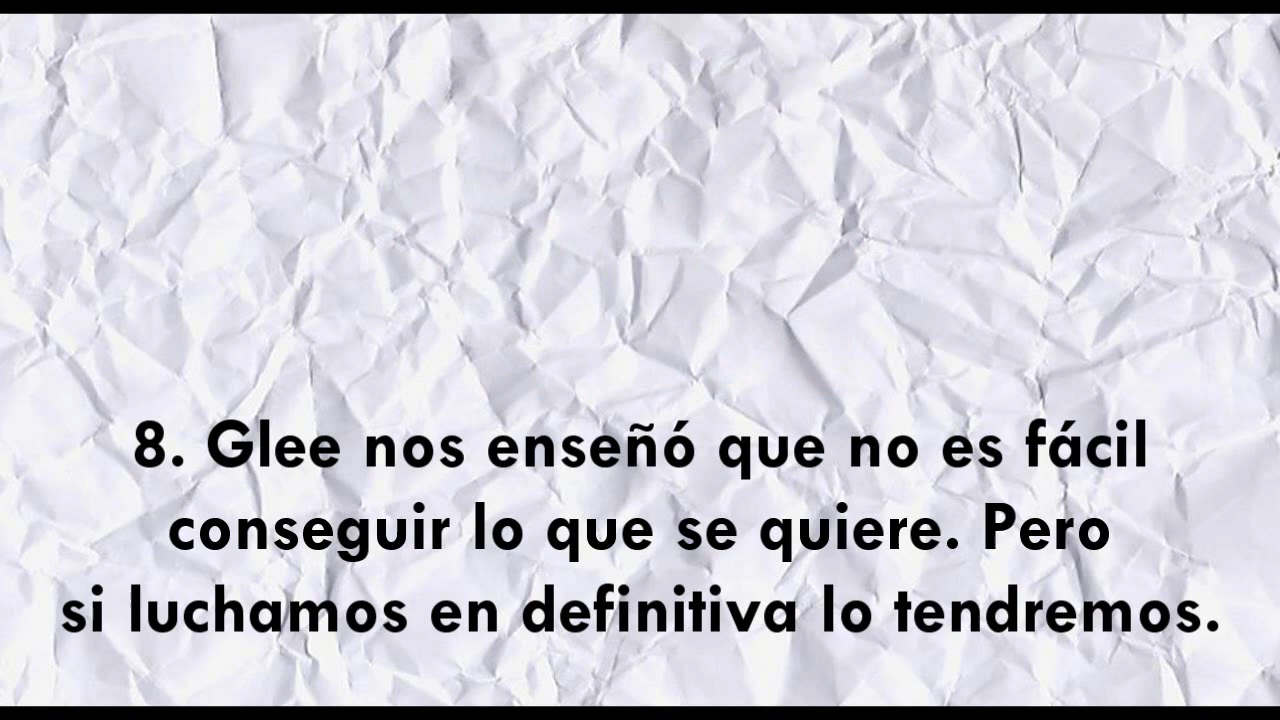 8. Glee nos enseñó que no es fácil
conseguir lo que se quiere. Pero
si luchamos en definitiva lo tendremos.